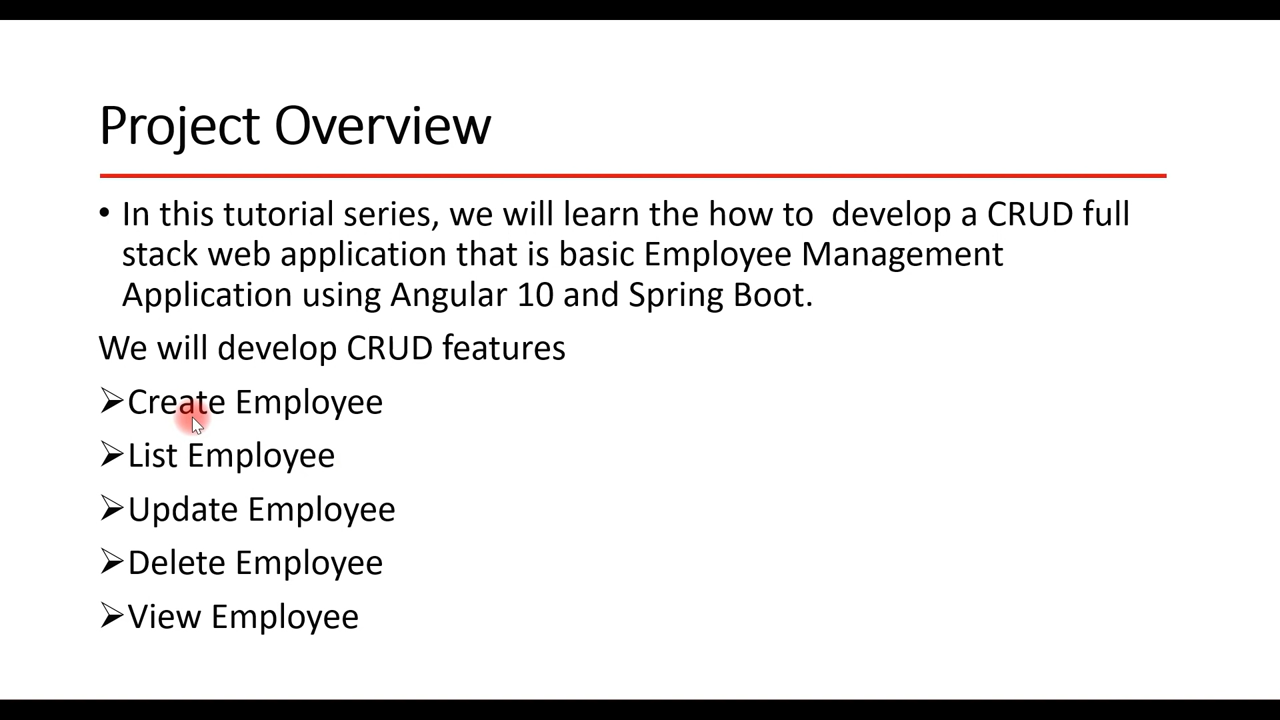 Project Overview
• In this tutorial series, we will learn the how to  develop a CRUD full
stack web application that is basic Employee Management
Application using Angular 10 and Spring Boot.
We will develop CRUD features
➢Create Employee
➢List Employee
➢Update Employee
➢Delete Employee
➢View Employee